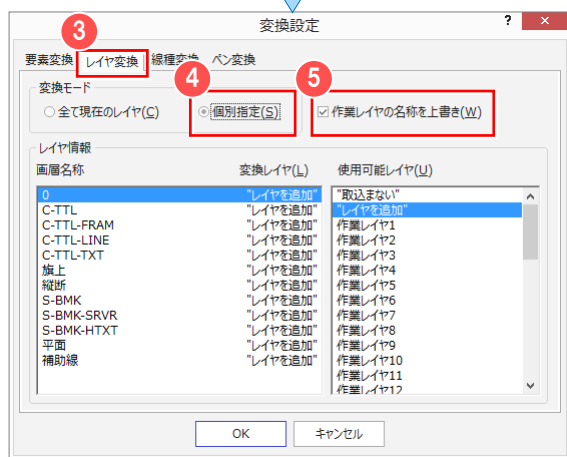 変換設定
? ×
3
要素変換 レイヤ変換 線種変換 ペン変換
4
5
変換モード
全て現在のレイヤ(C) 個別指定(S) 作業レイヤの名称を上書き(W)
レイヤ情報
画層名称 変換レイヤ(L) 使用可能レイヤ(U)
0 "レイヤを追加" "取込まない"
C-TTL "レイヤを追加" "レイヤを追加"
C-TTL-FRAM "レイヤを追加" 作業レイヤ1
C-TTL-LINE "レイヤを追加" 作業レイヤ2
C-TTL-TXT "レイヤを追加" 作業レイヤ3
旗上 "レイヤを追加" 作業レイヤ4
縦断 "レイヤを追加" 作業レイヤ5
S-BMK "レイヤを追加" 作業レイヤ6
S-BMK-SRVR "レイヤを追加" 作業レイヤ7
S-BMK-HTXT "レイヤを追加" 作業レイヤ8
平面 "レイヤを追加" 作業レイヤ9
補助線 "レイヤを追加" 作業レイヤ10
作業レイヤ11
作業レイヤ12
OK キャンセル